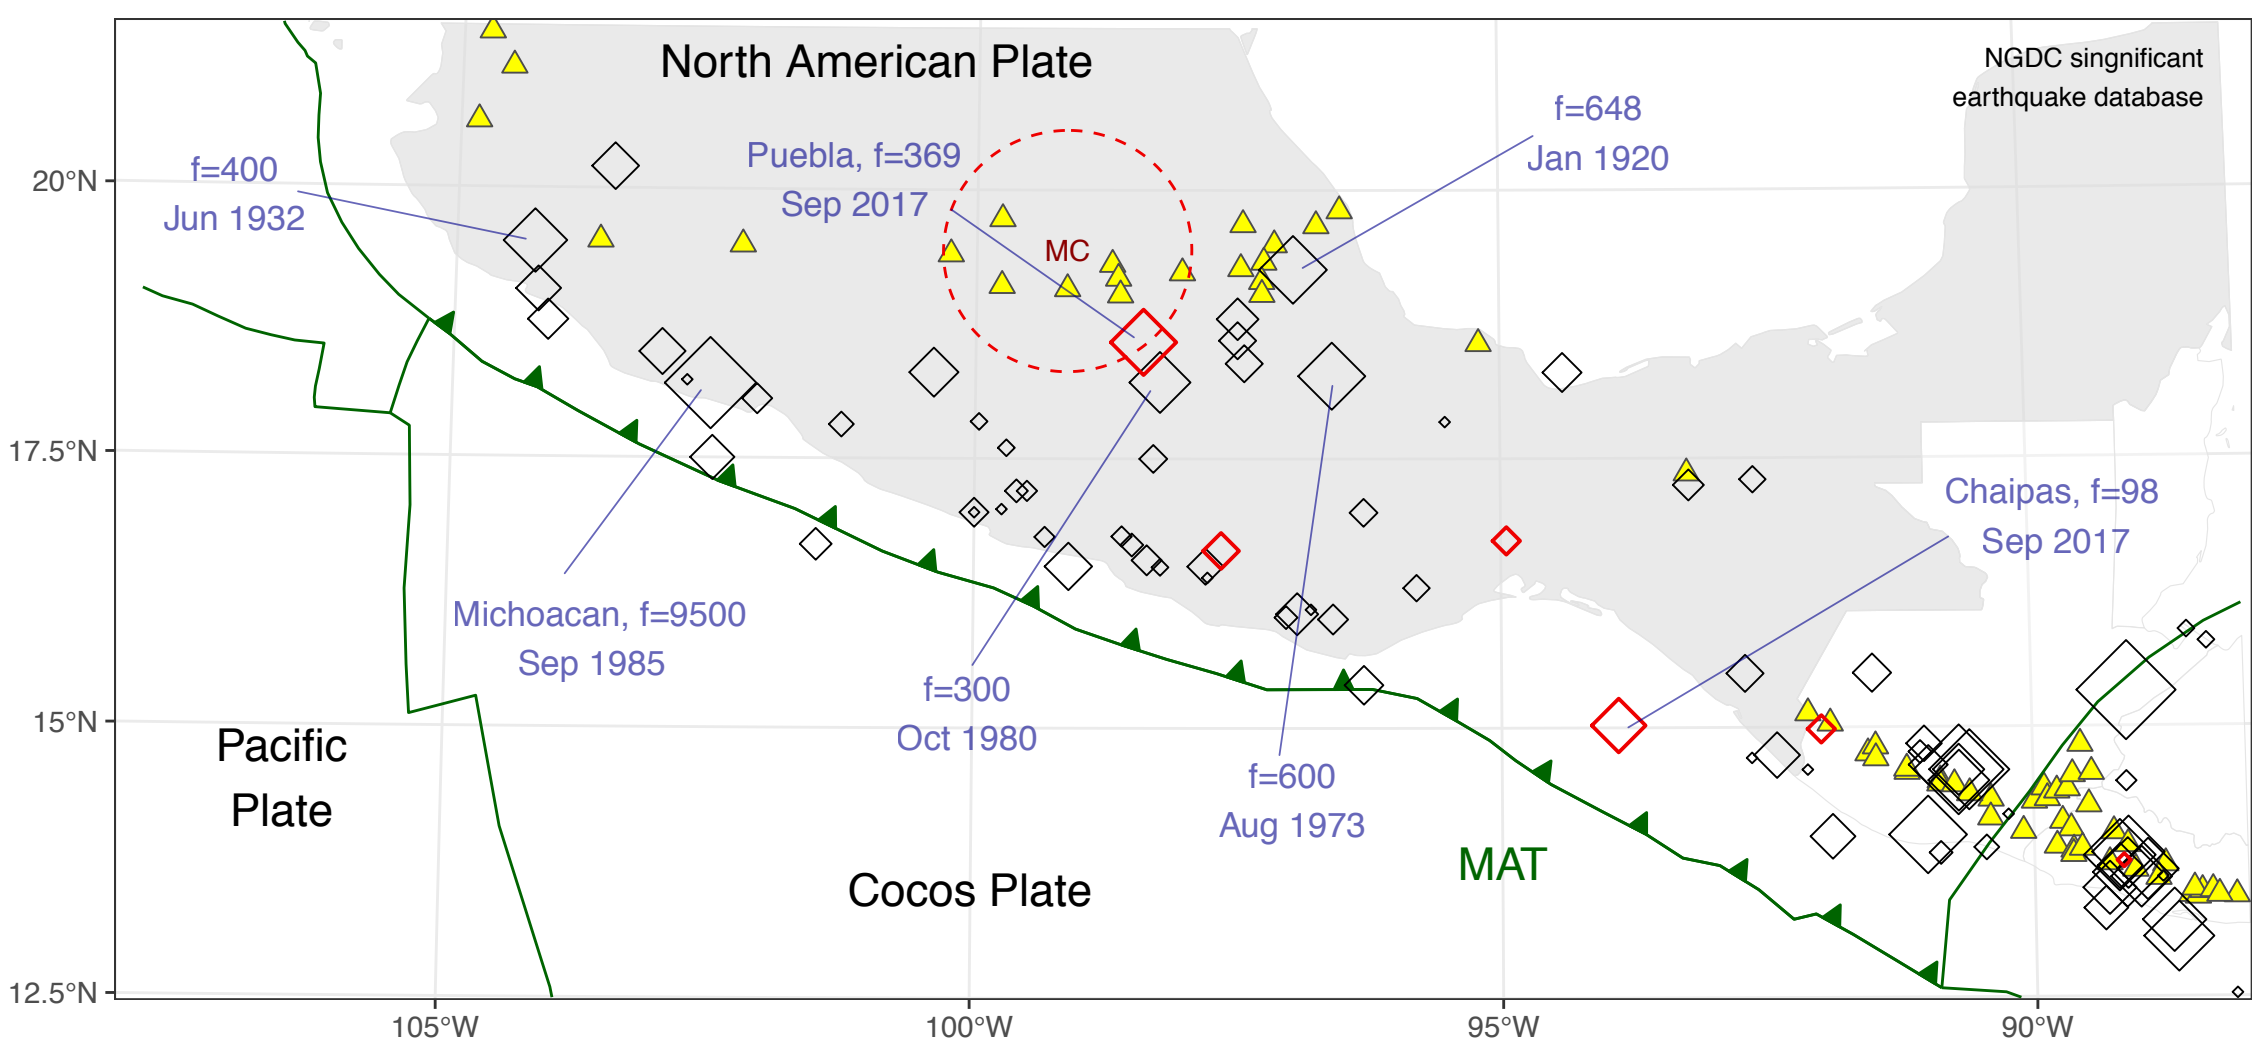 North American Plate
NGDC singnificant
earthquake database
f=648
Jan 1920
Puebla, f=369
Sep 2017
f=400
Jun 1932
MC
20°N
17.5°N
15°N
12.5°N
Chaipas, f=98
Sep 2017
Michoacan, f=9500
Sep 1985
f=300
Oct 1980
f=600
Aug 1973
Pacific
Plate
Cocos Plate
MAT
105°W
100°W
95°W
90°W